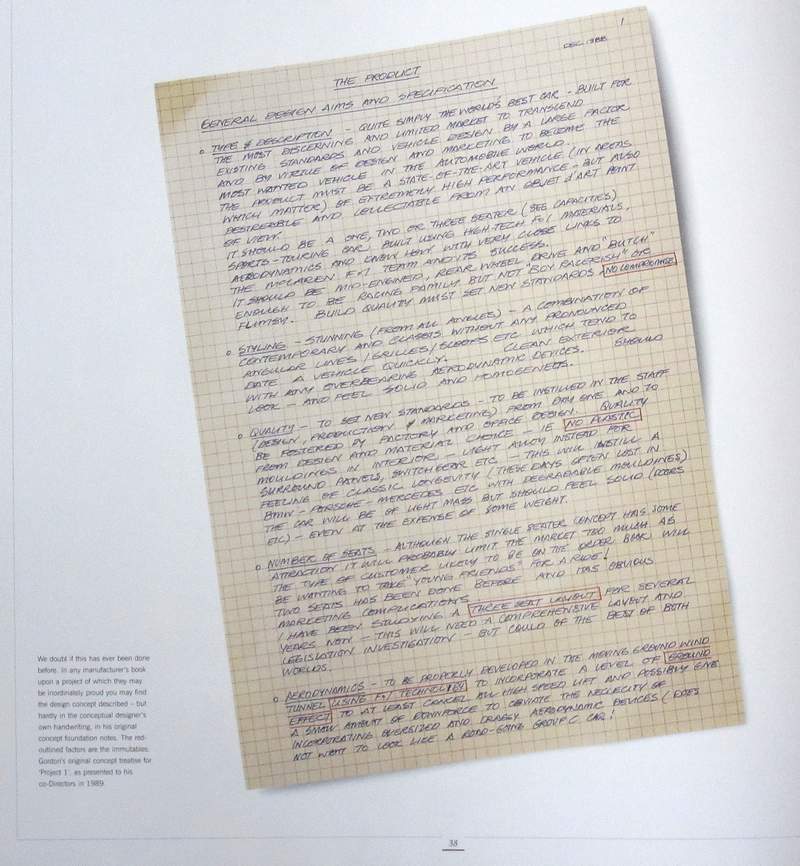 1
DEC. 1988
THE PRODUCT
GENERAL DESIGN AIMS AND SPECIFICATION
o TYPE & DESCRIPTION - QUITE SIMPLY THE WORLD'S BEST CAR - BUILT FOR
THE MOST DISCERNING AND LIMITED MARKET TO TRANSCEND
EXISTING STANDARDS AND VEHICLE DESIGN BY A LARGE FACTOR
AND BY VIRTUE OF DESIGN AND MARKETING TO BECOME THE
MOST WANTED VEHICLE IN THE AUTOMOBILE WORLD.
THE PRODUCT MUST BE A STATE-OF-THE-ART VEHICLE (IN AREAS
WHICH MATTER) OF EXTREMELY HIGH PERFORMANCE - BUT ALSO
DESIREABLE AND COLLECTABLE FROM AN OBJET d'ART POINT
OF VIEW.
IT SHOULD BE A ONE, TWO OR THREE SEATER (SEE CAPACITIES)
SPORTS-TOURING CAR BUILT USING HIGH-TECH F01 MATERIALS,
AERODYNAMICS AND KNOW HOW WITH VERY CLOSE LINKS TO
THE McLAREN F01 TEAM AND ITS SUCCESS.
IT SHOULD BE MID-ENGINED, REAR WHEEL DRIVE AND "BUTCH"
ENOUGH TO BE RACING FAMILY BUT NOT "BOY RACERISH" OR
FLIMSY. BUILD QUALITY MUST SET NEW STANDARDS NO COMPROMISE
o STYLING - STUNNING (FROM ALL ANGLES) - A COMBINATION OF
CONTEMPORARY AND CLASSIS WITHOUT ANY PRONOUNCED
ANGULAR LINES / GRILLES / SCOOPS ETC WHICH TEND TO
DATE A VEHICLE QUICKLY. CLEAN EXTERIOR
WITH ANY OVERBEARING AERODYNAMIC DEVICES. SHOULD
LOOK - AND FEEL SOLID AND HOMOGENEOUS.
o QUALITY - TO SET NEW STANDARDS - TO BE INSTILLED IN THE STAFF
(DESIGN, PRODUCTION & MARKETING) FROM DAY ONE AND TO
BE FOSTERED BY FACTORY AND SPACE DESIGN. QUALITY
FROM DESIGN AND MATERIAL CHOICE - IE NO PLASTIC
MOULDINGS IN INTERIOR - LIGHT ALLOY INSTEAD FOR
SURROUND PANELS, SWITCHGEAR ETC - THIS WILL INSTILL A
FEELING OF CLASSIC LONGEVITY (THESE DAYS OFTEN LOST IN
BMW - PORSCHE - MERCEDES ETC WITH DEGRADABLE MOULDINGS)
THE CAR WILL BE OF LIGHT MASS BUT SHOULD FEEL SOLID (DOORS
ETC) - EVEN AT THE EXPENSE OF SOME WEIGHT.
o NUMBER OF SEATS - ALTHOUGH THE SINGLE SEATER CONCEPT HAS SOME
ATTRACTION IT WILL PROBABLY LIMIT THE MARKET TOO MUCH AS
THE TYPE OF CUSTOMER LIKELY TO BE ON THE ORDER BOOK WILL
BE WANTING TO TAKE "YOUNG FRIENDS" FOR A RIDE!
TWO SEATS HAS BEEN DONE BEFORE AND HAS OBVIOUS
MARKETING COMPLICATIONS.
I HAVE BEEN STUDYING A THREE SEAT LAYOUT FOR SEVERAL
YEARS NOW - THIS WILL NEED A COMPREHENSIVE LAYOUT AND
LEGISLATION INVESTIGATION - BUT COULD OF THE BEST OF BOTH
WORLDS.
o AERODYNAMICS - TO BE PROPERLY DEVELOPED IN THE MOVING GROUND WIND
TUNNEL USING F01 TECHNOLOGY TO INCORPORATE A LEVEL OF GROUND
EFFECT TO AT LEAST CANCEL ALL HIGH SPEED LIFT AND POSSIBLY GIVE
A SMALL AMOUNT OF DOWNFORCE TO OBVIATE THE NECLECITY OF
INCORPORATING OVERSIZED AND DRAGGY AERODYNAMIC DEVICES (DOES
NOT WANT TO LOOK LIKE A ROAD-GOING GROUP C CAR!
We doubt if this has ever been done
before. In any manufacturer's book
upon a project of which they may
be inordinately proud you may find
the design concept described – but
hardly in the conceptual designer's
own handwriting, in his original
concept foundation notes. The red-
outlined factors are the immutables.
Gordon's original concept treatise for
'Project 1', as presented to his
co-Directors in 1989.
38